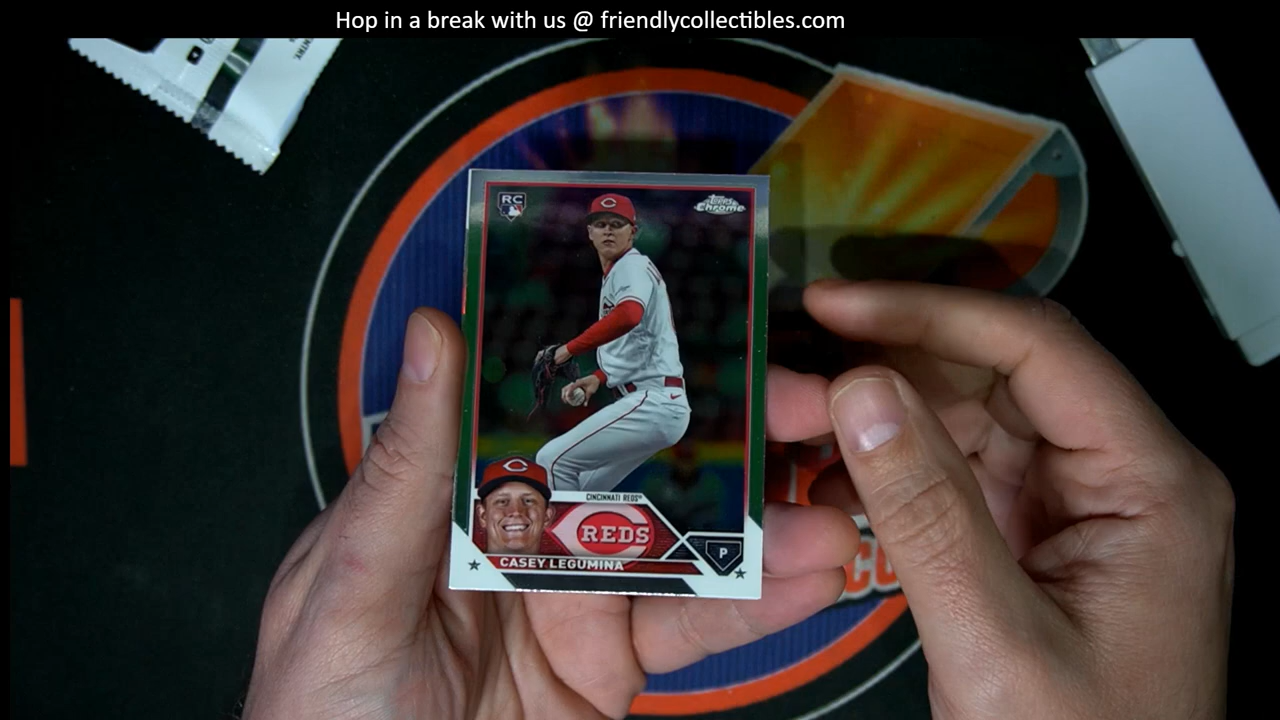 Hop in a break with us @ friendlycollectibles.com
RC
Topps
Chrome
CINCINNATI REDS
REDS
P
CASEY LEGUMINA